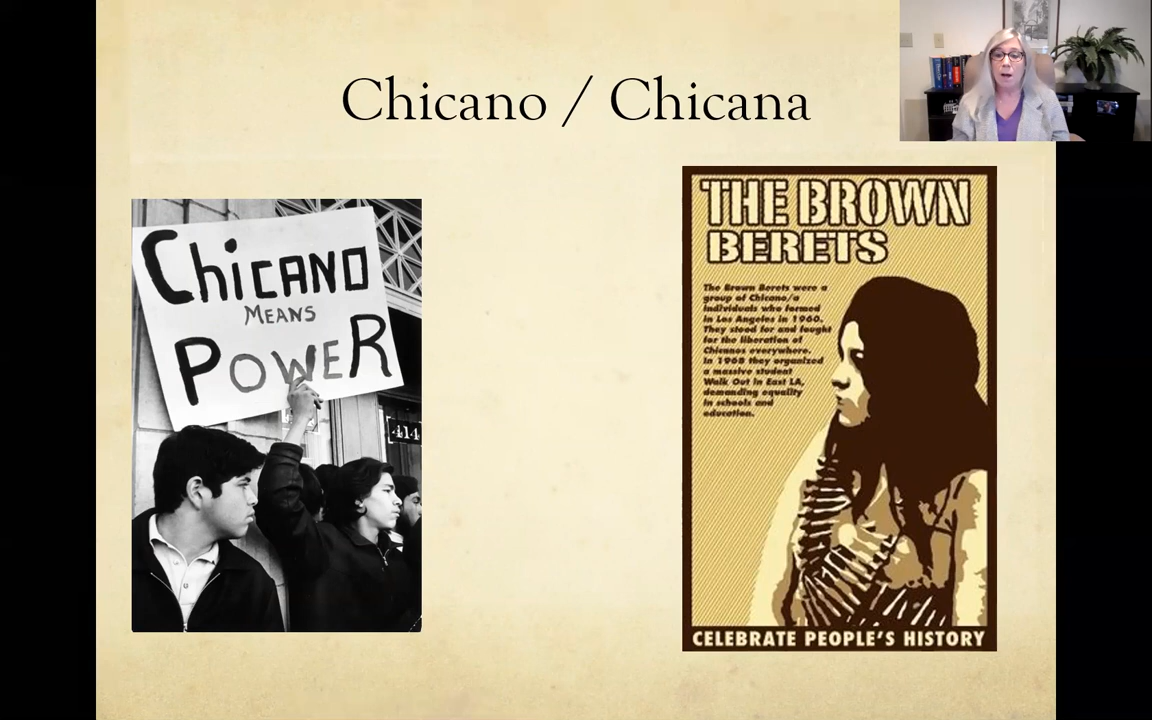 Chicano / Chicana
Chicano
MEANS
POWER
414
THE BROWN
BERETS
The Brown Berets were a
group of Chicano/a
individuals who formed
in Los Angeles in 1960.
They stood for and fought
for the liberation of
Chicanos everywhere.
In 1968 they organized
a massive student
Walk Out in East LA,
demanding equality
in schools and
education.
CELEBRATE PEOPLE'S HISTORY